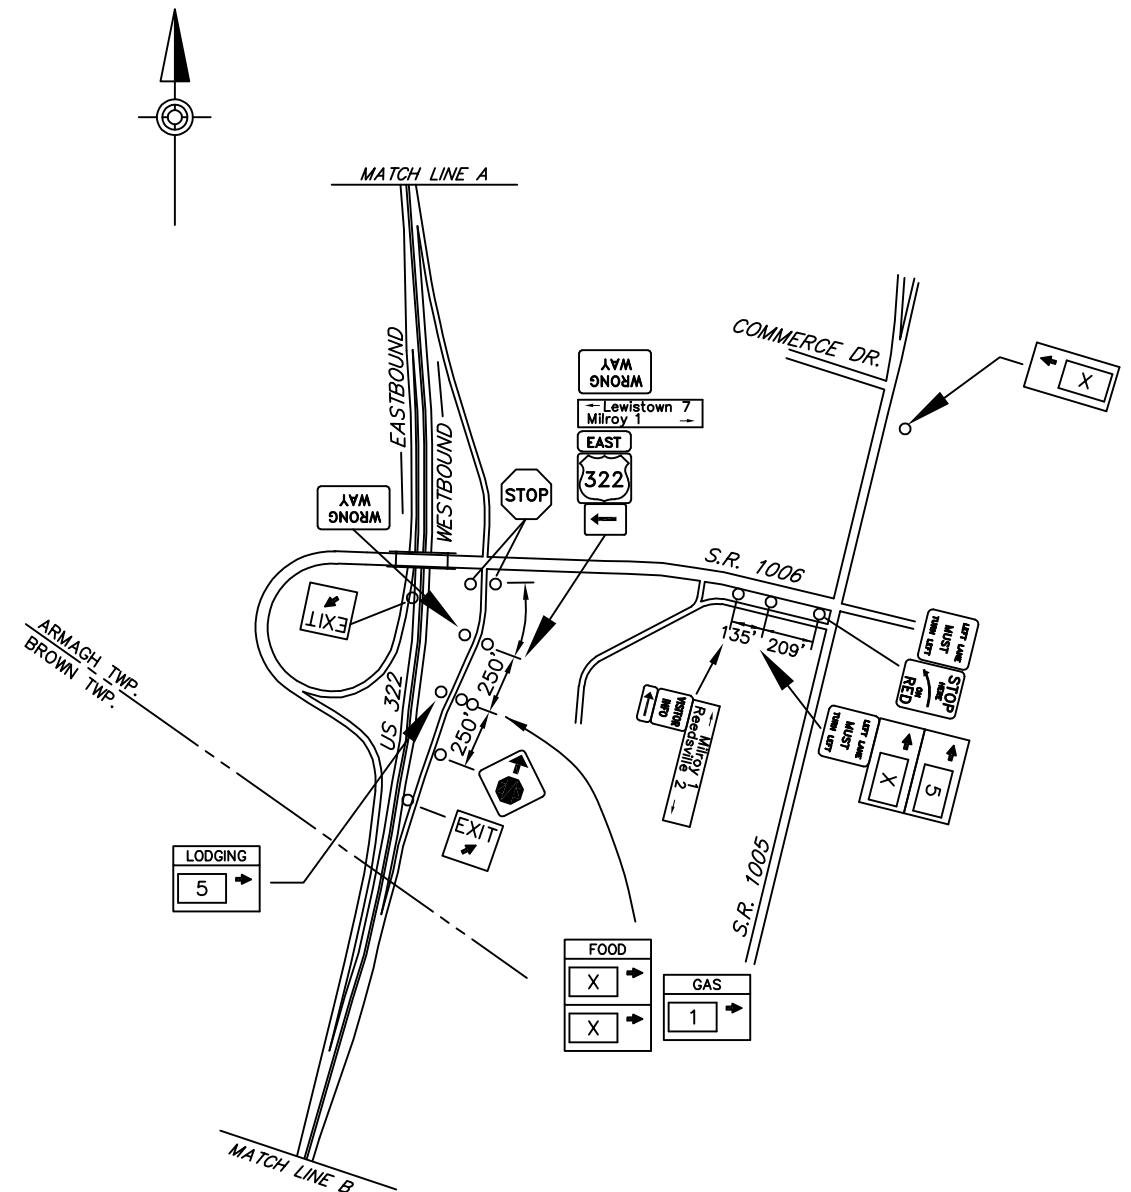 MATCH LINE A
EASTBOUND
WESTBOUND
COMMERCE DR.
X
WRONG
WAY
← Lewistown 7
Milroy 1 →
EAST
322
STOP
WRONG
WAY
S.R. 1006
EXIT
ARMAGH TWP.
BROWN TWP.
US 322
250'
250'
135'
209'
LEFT LANE
MUST
TURN LEFT
STOP
HERE
ON
RED
VISITOR
INFO
← Milroy 1
Reedsville 2 →
LEFT LANE
MUST
TURN LEFT
X
5
EXIT
S.R. 1005
LODGING
5
FOOD
X
X
GAS
1
MATCH LINE B